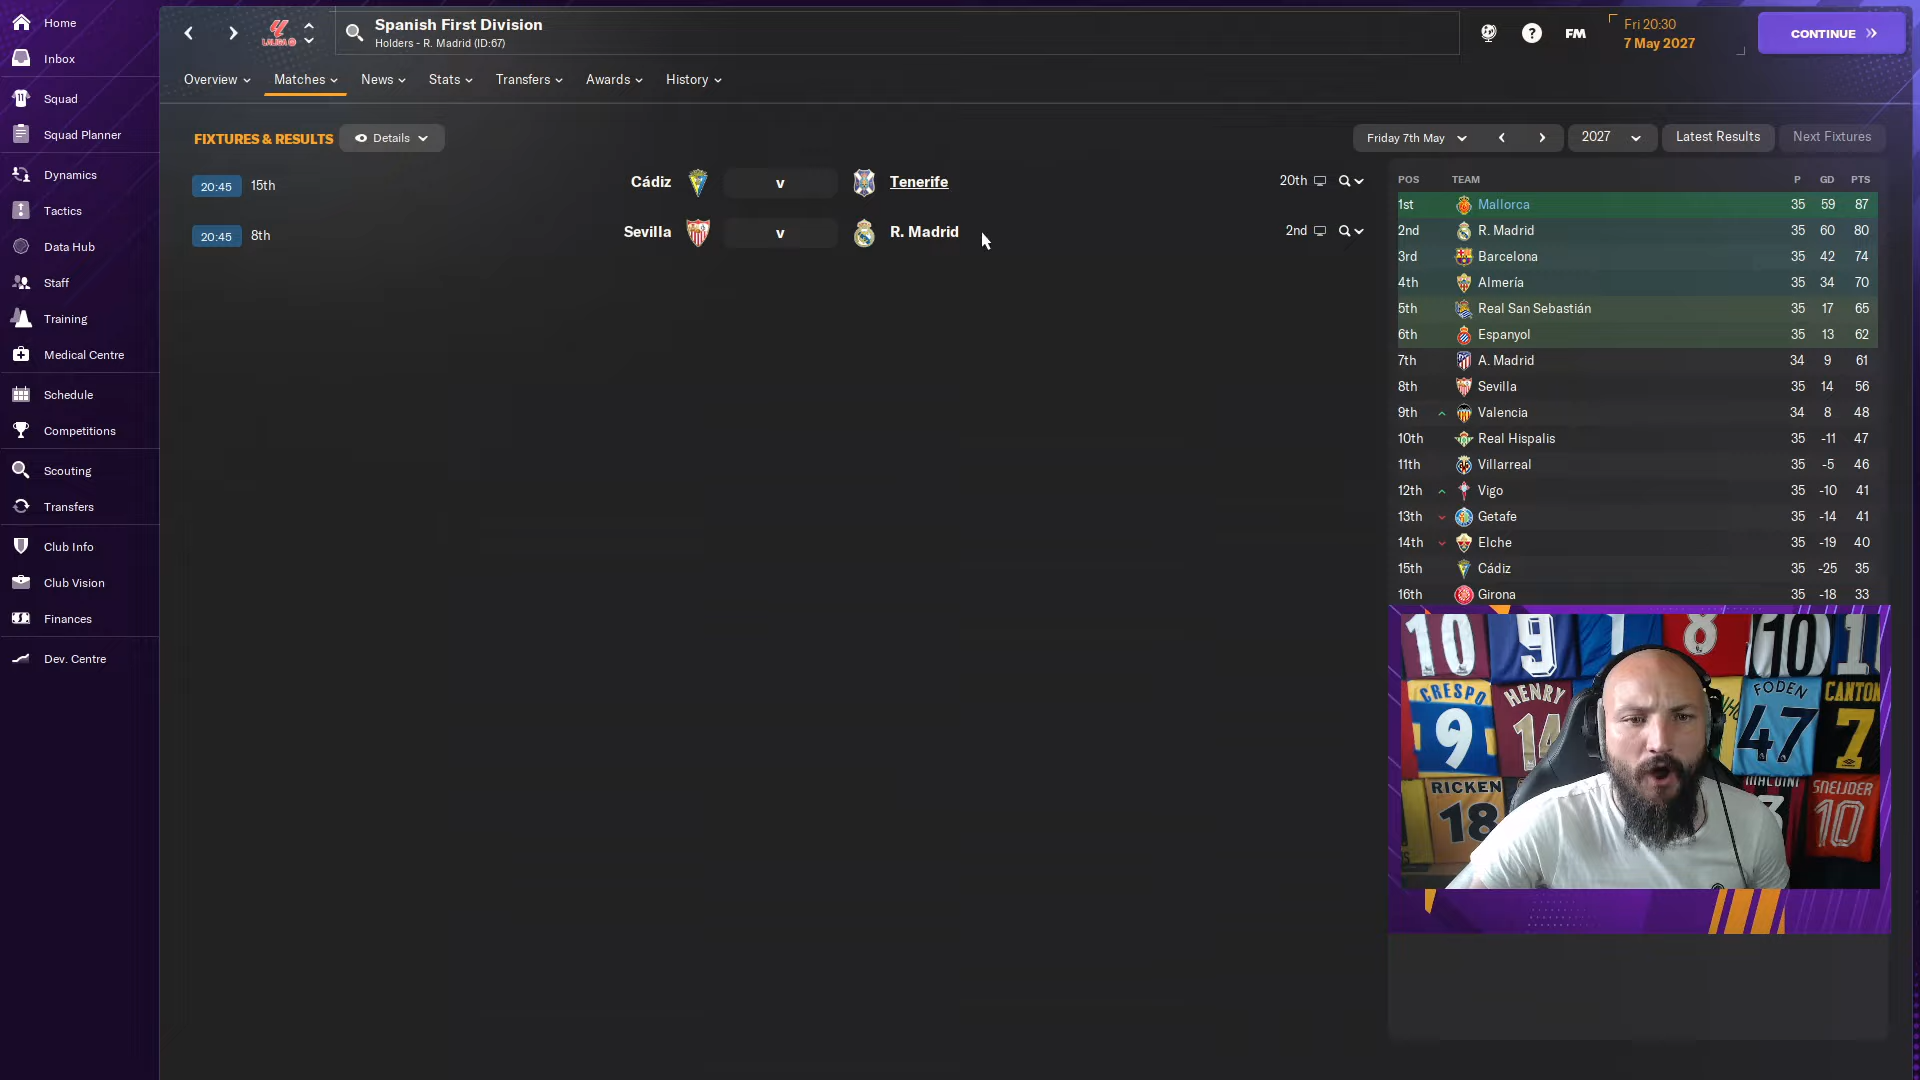 Home
Inbox
Squad
Squad Planner
Dynamics
Tactics
Data Hub
Staff
Training
Medical Centre
Schedule
Competitions
Scouting
Transfers
Club Info
Club Vision
Finances
Dev. Centre
Spanish First Division
Holders - R. Madrid (ID:67)
FM
Fri 20:30
7 May 2027
CONTINUE
Overview
Matches
News
Stats
Transfers
Awards
History
FIXTURES & RESULTS
Details
Friday 7th May
2027
Latest Results
Next Fixtures
20:45 15th Cádiz v Tenerife 20th
20:45 8th Sevilla v R. Madrid 2nd
POS TEAM P GD PTS
1st Mallorca 35 59 87
2nd R. Madrid 35 60 80
3rd Barcelona 35 42 74
4th Almería 35 34 70
5th Real San Sebastián 35 17 65
6th Espanyol 35 13 62
7th A. Madrid 34 9 61
8th Sevilla 35 14 56
9th Valencia 34 8 48
10th Real Hispalis 35 -11 47
11th Villarreal 35 -5 46
12th Vigo 35 -10 41
13th Getafe 35 -14 41
14th Elche 35 -19 40
15th Cádiz 35 -25 35
16th Girona 35 -18 33
10 9 8 10
CRESPO
9
HENRY
14
FODEN
47
CANTON
7
RICKEN
18
MALDINI
3
SNEIJDER
10